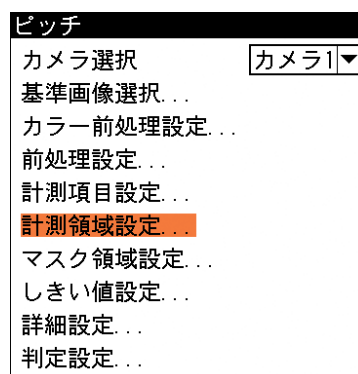 ピッチ
カメラ選択 カメラ1
基準画像選択...
カラー前処理設定...
前処理設定...
計測項目設定...
計測領域設定...
マスク領域設定...
しきい値設定...
詳細設定...
判定設定...